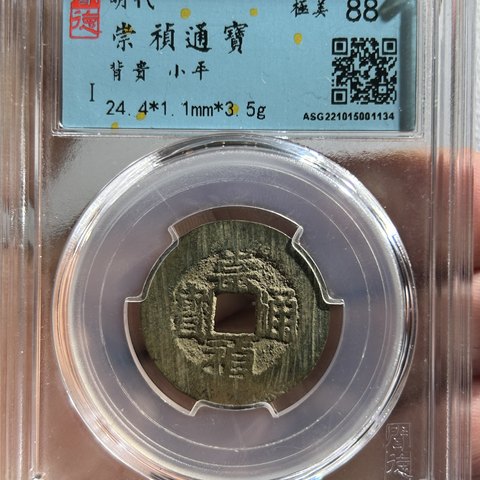 明代
崇禎通寶
背貴 小平
I
24.4*1.1mm*3.5g
極美 88
ASG221015001134
崇禎通寶